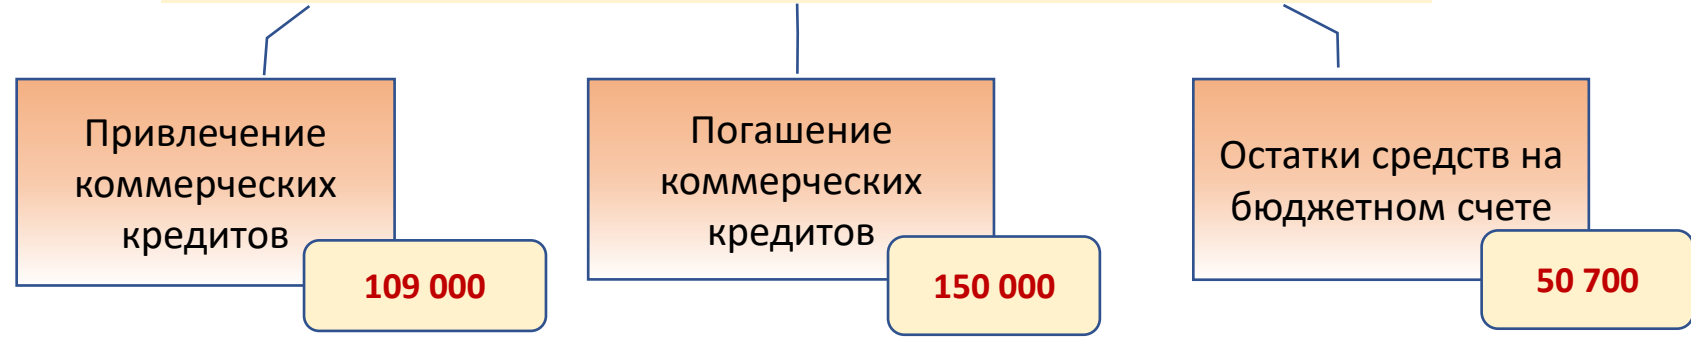 Привлечение
коммерческих
кредитов
109 000
Погашение
коммерческих
кредитов
150 000
Остатки средств на
бюджетном счете
50 700